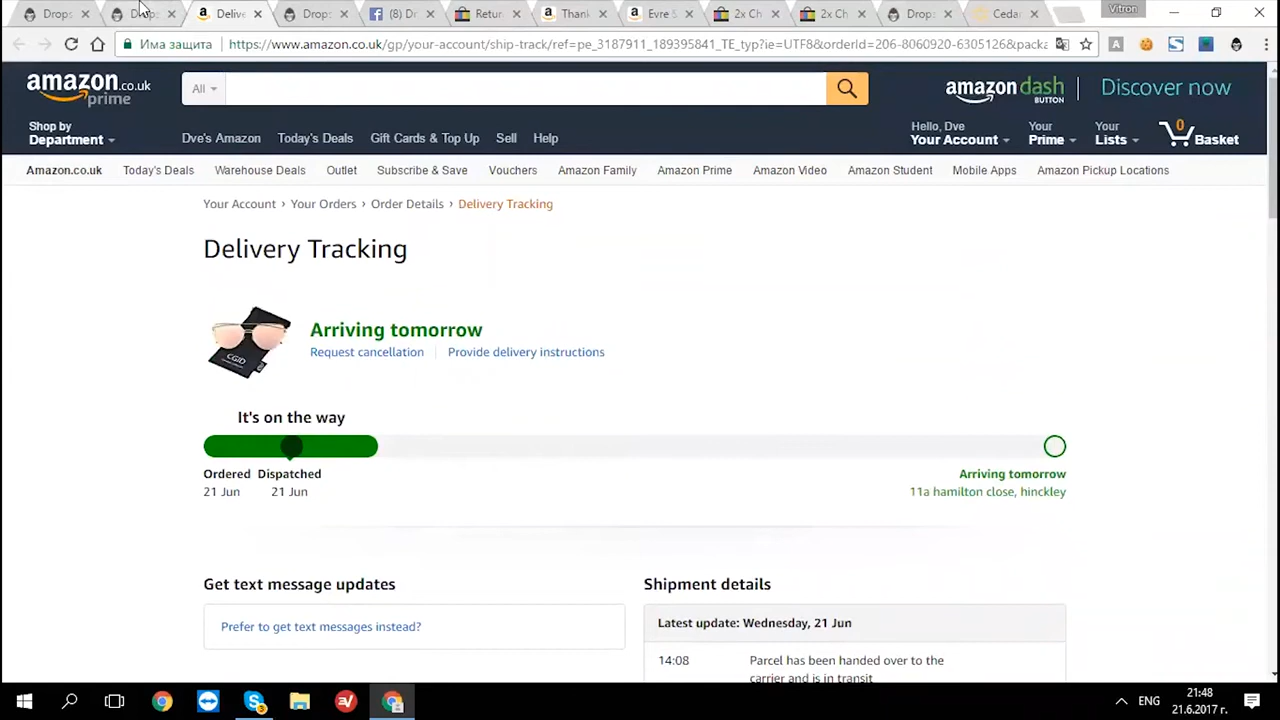 Drops
Drops
Delive
Drops
(8) Dr
Retur
Thank
Evre 5
2x Ch
2x Ch
Drops
Cedar
Vitron
Има защита
https://www.amazon.co.uk/gp/your-account/ship-track/ref=pe_3187911_189395841_TE_typ?ie=UTF8&orderId=206-8060920-6305126&packa
amazon.co.uk
prime
All
amazon dash
BUTTON
Discover now
Shop by
Department
Dve's Amazon
Today's Deals
Gift Cards & Top Up
Sell
Help
Hello, Dve
Your Account
Your
Prime
Your
Lists
0
Basket
Amazon.co.uk
Today's Deals
Warehouse Deals
Outlet
Subscribe & Save
Vouchers
Amazon Family
Amazon Prime
Amazon Video
Amazon Student
Mobile Apps
Amazon Pickup Locations
Your Account › Your Orders › Order Details › Delivery Tracking
Delivery Tracking
CGID
Arriving tomorrow
Request cancellation
Provide delivery instructions
It's on the way
Ordered
21 Jun
Dispatched
21 Jun
Arriving tomorrow
11a hamilton close, hinckley
Get text message updates
Prefer to get text messages instead?
Shipment details
Latest update: Wednesday, 21 Jun
14:08
Parcel has been handed over to the
carrier and is in transit
ENG
21:48
21.6.2017 г.